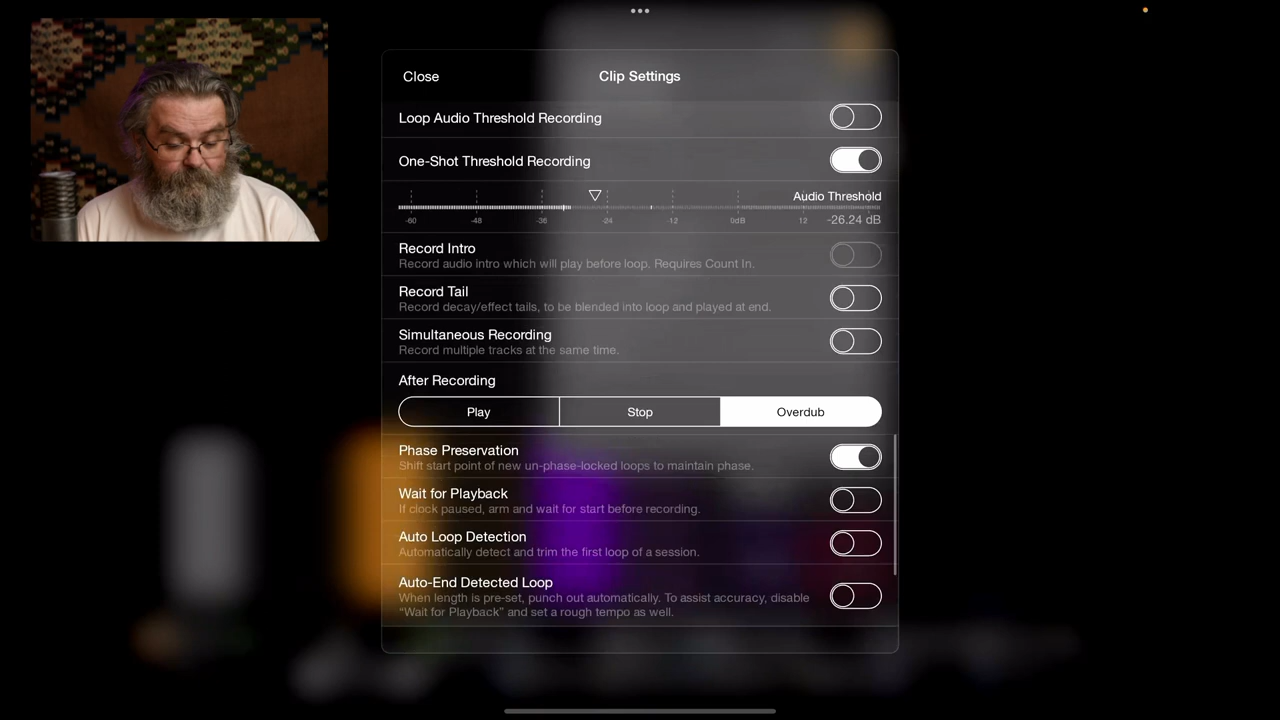 Close
Clip Settings
Loop Audio Threshold Recording
One-Shot Threshold Recording
Audio Threshold
-60 -48 -36 -24 -12 0dB 12
-26.24 dB
Record Intro
Record audio intro which will play before loop. Requires Count In.
Record Tail
Record decay/effect tails, to be blended into loop and played at end.
Simultaneous Recording
Record multiple tracks at the same time.
After Recording
Play Stop Overdub
Phase Preservation
Shift start point of new un-phase-locked loops to maintain phase.
Wait for Playback
If clock paused, arm and wait for start before recording.
Auto Loop Detection
Automatically detect and trim the first loop of a session.
Auto-End Detected Loop
When length is pre-set, punch out automatically. To assist accuracy, disable
“Wait for Playback” and set a rough tempo as well.